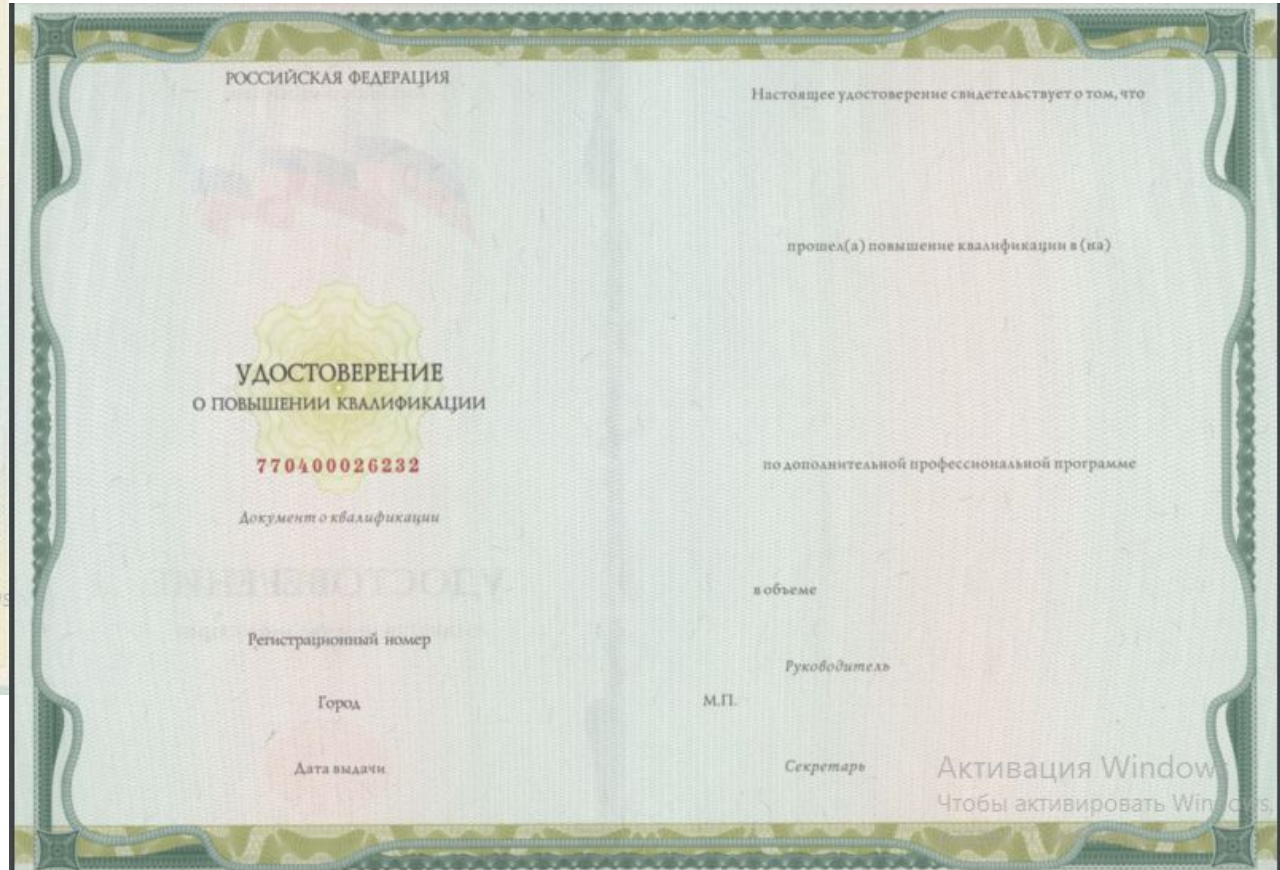 РОССИЙСКАЯ ФЕДЕРАЦИЯ
УДОСТОВЕРЕНИЕ
О ПОВЫШЕНИИ КВАЛИФИКАЦИИ
770400026232
Документ о квалификации
УДОСТОВЕРЕНИЕ
Регистрационный номер
Город
Дата выдачи
Настоящее удостоверение свидетельствует о том, что
прошел(а) повышение квалификации в (на)
по дополнительной профессиональной программе
в объеме
Руководитель
М.П.
Секретарь
Активация Windows
Чтобы активировать Windows,